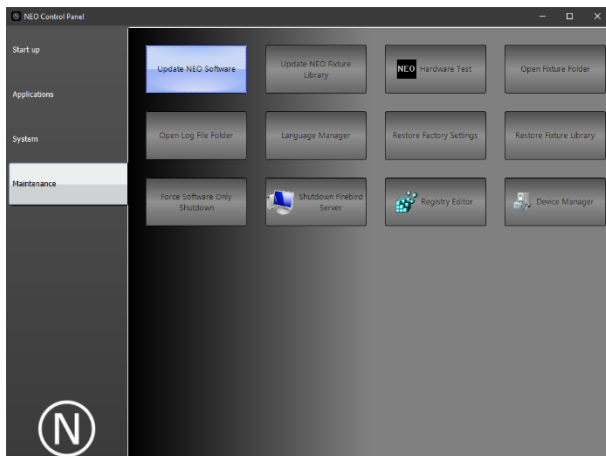 NEO Control Panel
Start up
Applications
System
Maintenance
Update NEO Software
Update NEO Fixture
Library
NEO Hardware Test
Open Fixture Folder
Open Log File Folder
Language Manager
Restore Factory Settings
Restore Fixture Library
Force Software Only
Shutdown
Shutdown Firebird
Server
Registry Editor
Device Manager
N